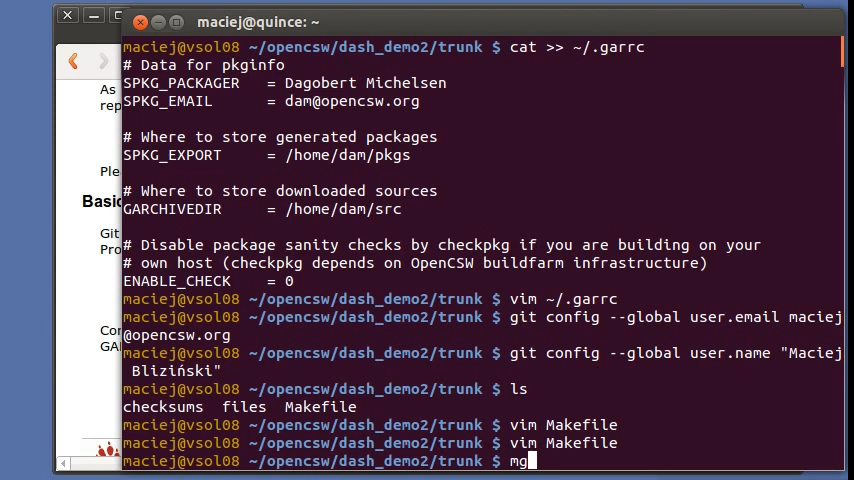 maciej@quince: ~
As
rep
Plea
Basic
Git
Pro
Cor
GAI
maciej@vsol08 ~/opencsw/dash_demo2/trunk $ cat >> ~/.garrc
# Data for pkginfo
SPKG_PACKAGER   = Dagobert Michelsen
SPKG_EMAIL      = dam@opencsw.org
# Where to store generated packages
SPKG_EXPORT     = /home/dam/pkgs
# Where to store downloaded sources
GARCHIVEDIR     = /home/dam/src
# Disable package sanity checks by checkpkg if you are building on your
# own host (checkpkg depends on OpenCSW buildfarm infrastructure)
ENABLE_CHECK    = 0
maciej@vsol08 ~/opencsw/dash_demo2/trunk $ vim ~/.garrc
maciej@vsol08 ~/opencsw/dash_demo2/trunk $ git config --global user.email maciej
@opencsw.org
maciej@vsol08 ~/opencsw/dash_demo2/trunk $ git config --global user.name "Maciej
 Bliziński"
maciej@vsol08 ~/opencsw/dash_demo2/trunk $ ls
checksums  files  Makefile
maciej@vsol08 ~/opencsw/dash_demo2/trunk $ vim Makefile
maciej@vsol08 ~/opencsw/dash_demo2/trunk $ vim Makefile
maciej@vsol08 ~/opencsw/dash_demo2/trunk $ mg